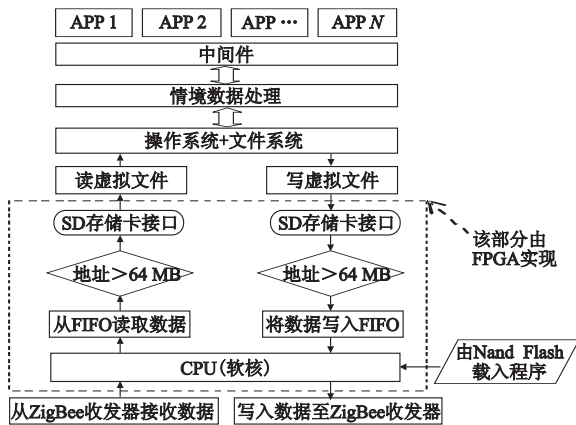 APP 1 APP 2 APP ··· APP N
中间件
情境数据处理
操作系统+文件系统
读虚拟文件 写虚拟文件
SD存储卡接口 SD存储卡接口
该部分由
FPGA实现
地址＞64 MB 地址＞64 MB
从FIFO读取数据 将数据写入FIFO
CPU(软核)
由Nand Flash
载入程序
从ZigBee收发器接收数据 写入数据至ZigBee收发器